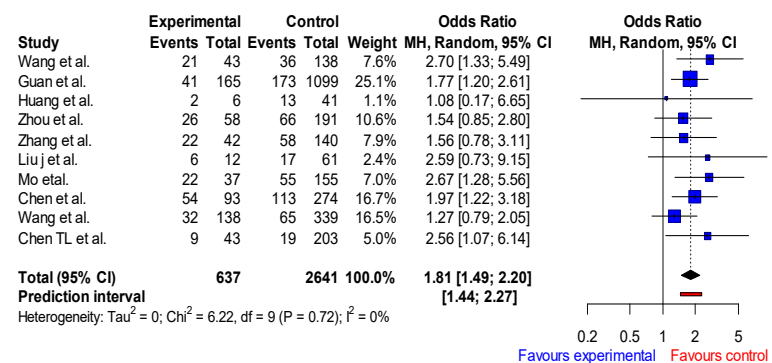 Experimental Control Odds Ratio Odds Ratio
Study Events Total Events Total Weight MH, Random, 95% CI MH, Random, 95% CI
Wang et al. 21 43 36 138 7.6% 2.70 [1.33; 5.49]
Guan et al. 41 165 173 1099 25.1% 1.77 [1.20; 2.61]
Huang et al. 2 6 13 41 1.1% 1.08 [0.17; 6.65]
Zhou et al. 26 58 66 191 10.6% 1.54 [0.85; 2.80]
Zhang et al. 22 42 58 140 7.9% 1.56 [0.78; 3.11]
Liu j et al. 6 12 17 61 2.4% 2.59 [0.73; 9.15]
Mo etal. 22 37 55 155 7.0% 2.67 [1.28; 5.56]
Chen et al. 54 93 113 274 16.7% 1.97 [1.22; 3.18]
Wang et al. 32 138 65 339 16.5% 1.27 [0.79; 2.05]
Chen TL et al. 9 43 19 203 5.0% 2.56 [1.07; 6.14]
Total (95% CI) 637 2641 100.0% 1.81 [1.49; 2.20]
Prediction interval [1.44; 2.27]
Heterogeneity: Tau² = 0; Chi² = 6.22, df = 9 (P = 0.72); I² = 0%
0.2 0.5 1 2 5
Favours experimental Favours control